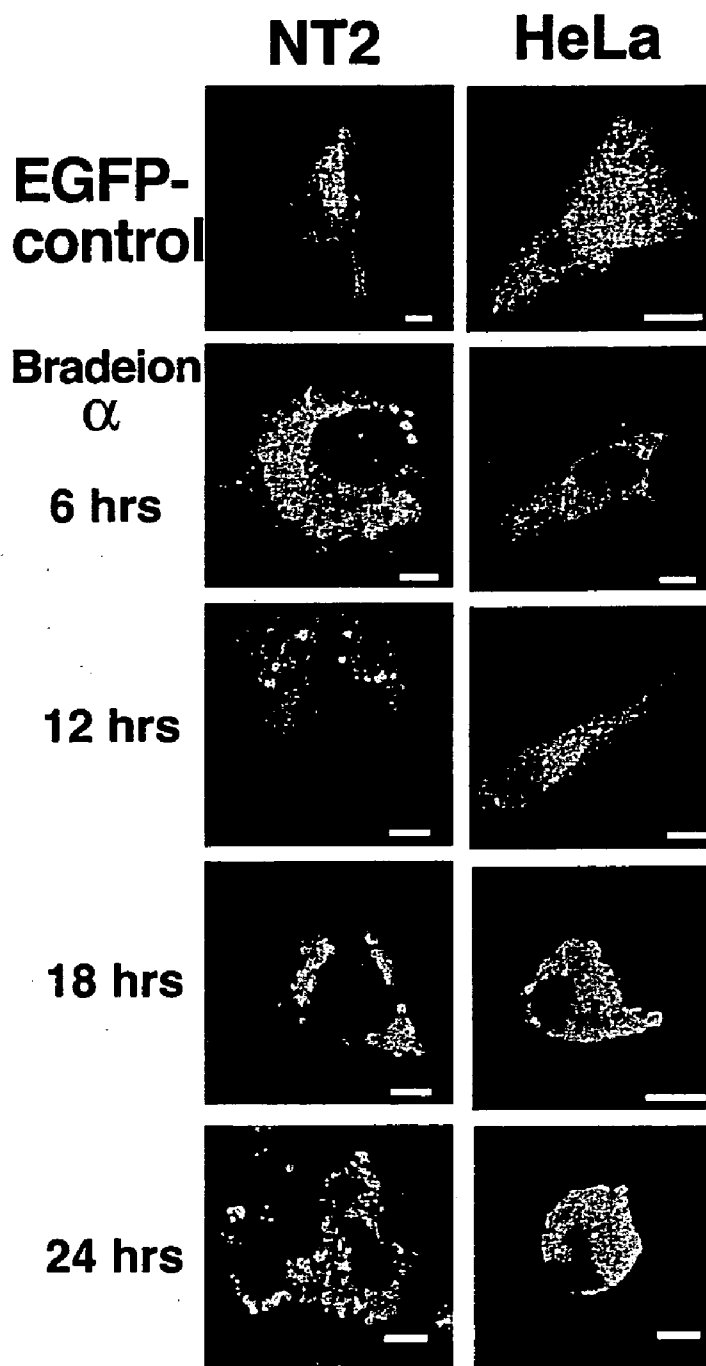 NT2 HeLa
EGFP-
control
Bradeion
α
6 hrs
12 hrs
18 hrs
24 hrs